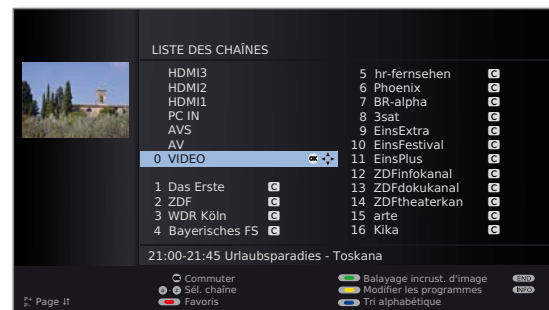 LISTE DES CHAÎNES
HDMI3
HDMI2
HDMI1
PC IN
AVS
AV
0 VIDEO OK
1 Das Erste C
2 ZDF C
3 WDR Köln C
4 Bayerisches FS C
5 hr-fernsehen C
6 Phoenix C
7 BR-alpha C
8 3sat C
9 EinsExtra C
10 EinsFestival C
11 EinsPlus C
12 ZDFinfokanal C
13 ZDFdokukanal C
14 ZDFtheaterkan C
15 arte C
16 Kika C
21:00-21:45 Urlaubsparadies - Toskana
OK Commuter
0-9 Sél. chaîne
Favoris
P+ P- Page
Balayage incrust. d'image END
Modifier les programmes INFO
Tri alphabétique